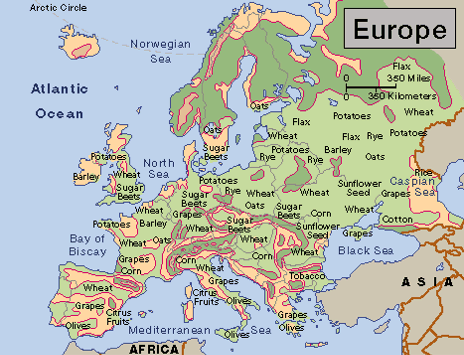 Arctic Circle
Europe
Norwegian
Sea
Flax
0 350 Miles
0 350 Kilometers
Atlantic
Ocean
Oats
Potatoes
Wheat
Flax
Potatoes
Flax
Rye
Potatoes
Oats
Sugar
Beets
Wheat
Potatoes
Rye
Barley
Rye
Oats
North
Sea
Potatoes
Barley
Wheat
Sugar
Beets
Potatoes
Rye
Wheat
Wheat
Sunflower
Seed
Rice
Caspian
Sea
Grapes
Cotton
Sugar
Beets
Wheat
Sugar
Beets
Corn
Wheat
Grapes
Sugar
Beets
Sunflower
Seed
Corn
Grapes
Potatoes
Wheat
Barley
Wheat
Oats
Wheat
Corn
Black Sea
Bay of
Biscay
Grapes
Corn
Corn
Wheat
Grapes
Tobacco
ASIA
Wheat
Grapes
Citrus
Fruits
Olives
Citrus
Fruits
Olives
Olives
Grapes
Olives
Mediterranean Sea
AFRICA